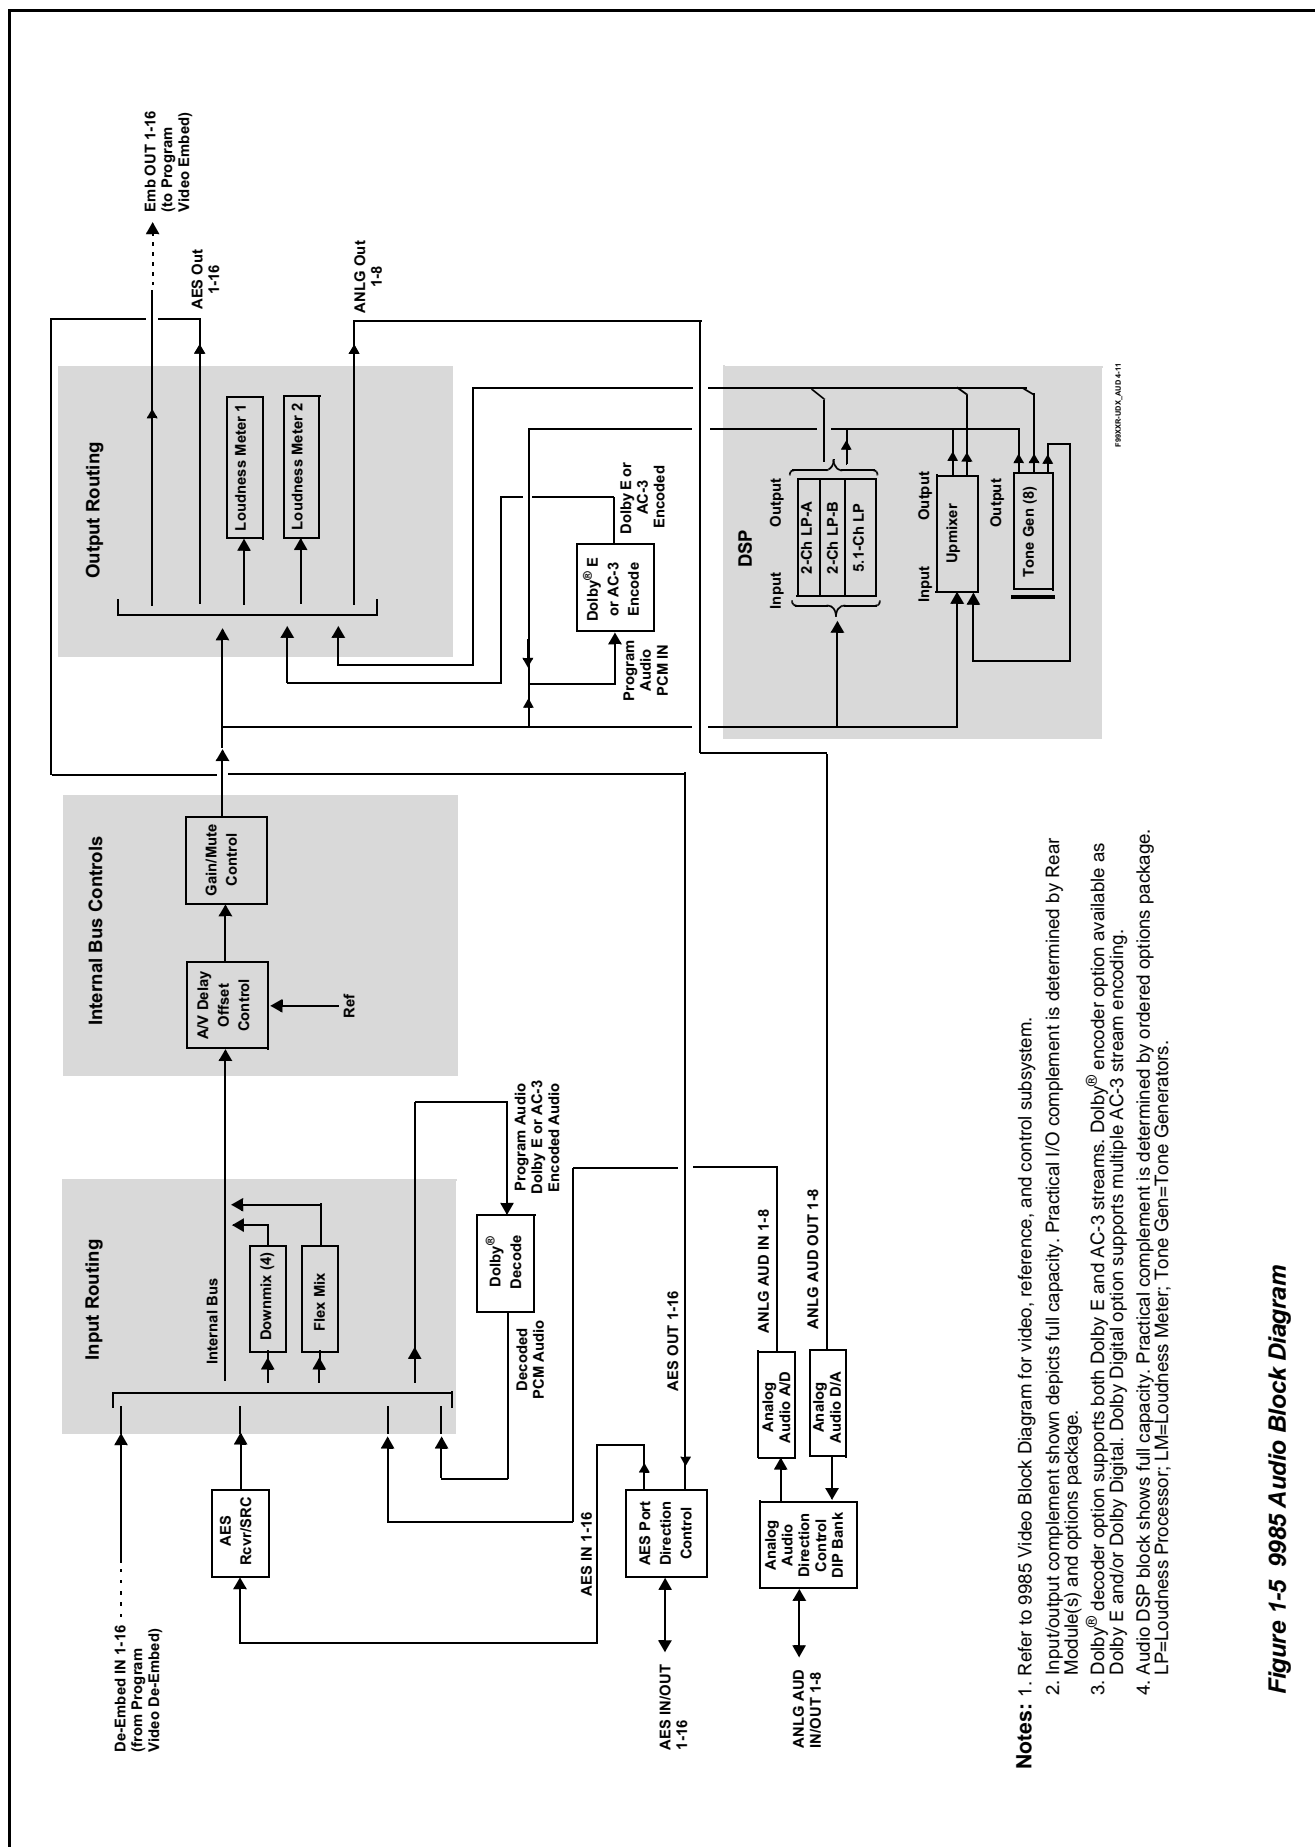 Input Routing
Internal Bus Controls
Output Routing
De-Embed IN 1-16
(from Program
Video De-Embed)
Internal Bus
Downmix (4)
Flex Mix
AES
Rcvr/SRC
A/V Delay
Offset
Control
Ref
Gain/Mute
Control
Loudness Meter 1
Loudness Meter 2
Emb OUT 1-16
(to Program
Video Embed)
AES Out
1-16
ANLG Out
1-8
Dolby® 
Decode
Decoded
PCM Audio
Program Audio
Dolby E or AC-3
Encoded Audio
Program
Audio
PCM IN
Dolby® E
or AC-3
Encode
Dolby E or
AC-3
Encoded
AES IN 1-16
AES OUT 1-16
AES IN/OUT
1-16
AES Port
Direction
Control
ANLG AUD
IN/OUT 1-8
Analog
Audio
Direction
Control
DIP Bank
Analog
Audio A/D
Analog
Audio D/A
ANLG AUD IN 1-8
ANLG AUD OUT 1-8
DSP
Input
Output
2-Ch LP-A
2-Ch LP-B
5.1-Ch LP
Input
Output
Upmixer
Output
Tone Gen (8)
F99XXR-UDX_AUD 4-11
Notes: 1. Refer to 9985 Video Block Diagram for video, reference, and control subsystem.
2. Input/output complement shown depicts full capacity. Practical I/O complement is determined by Rear
Module(s) and options package.
3. Dolby® decoder option supports both Dolby E and AC-3 streams. Dolby® encoder option available as
Dolby E and/or Dolby Digital. Dolby Digital option supports multiple AC-3 stream encoding.
4. Audio DSP block shows full capacity. Practical complement is determined by ordered options package.
LP=Loudness Processor; LM=Loudness Meter; Tone Gen=Tone Generators.
Figure 1-5 9985 Audio Block Diagram